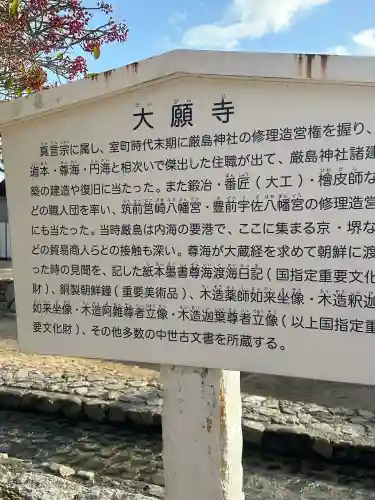 大願寺
真言宗に属し、室町時代末期に厳島神社の修理造営権を握り、
道本・尊海・円海と相次いで傑出した住職が出て、厳島神社諸建
築の建造や復旧に当たった。また鍛冶・番匠(大工)・檜皮師な
どの職人団を率い、筑前宮崎八幡宮・豊前宇佐八幡宮の修理造営
にも当たった。当時厳島は内海の要港で、ここに集まる京・堺な
どの貿易商人らとの接触も深い。尊海が大蔵経を求めて朝鮮に渡
った時の見聞を、記した紙本墨書尊海渡海日記(国指定重要文化
財)、銅製朝鮮鐘(重要美術品)、木造薬師如来坐像・木造釈迦
如来坐像・木造阿難尊者立像・木造迦葉尊者立像(以上国指定重
要文化財)、その他多数の中世古文書を所蔵する。